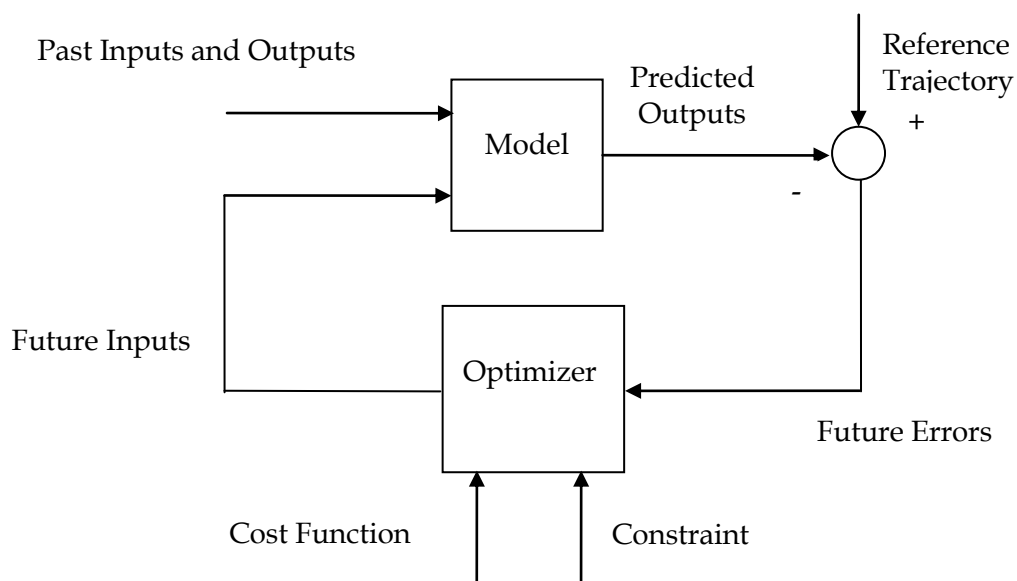 Past Inputs and Outputs
Reference
Trajectory
+
Predicted
Outputs
Model
-
Future Inputs
Optimizer
Future Errors
Cost Function
Constraint